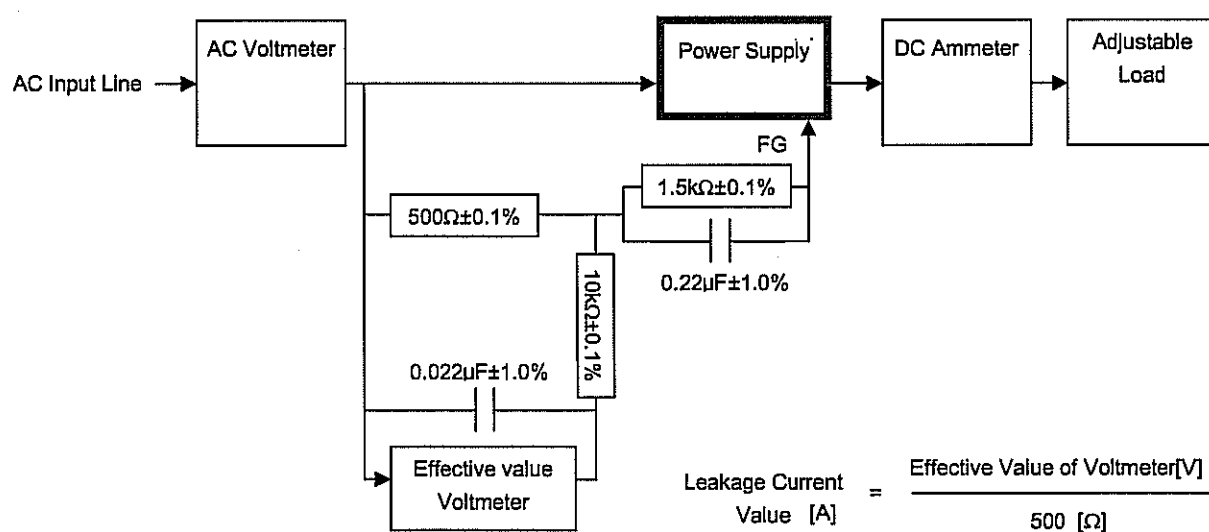 AC Voltmeter
Power Supply
DC Ammeter
Adjustable
Load
AC Input Line
FG
1.5kΩ±0.1%
500Ω±0.1%
0.22μF±1.0%
10kΩ±0.1%
0.022μF±1.0%
Effective value
Voltmeter
Leakage Current
Value [A]
=
Effective Value of Voltmeter[V]
500 [Ω]